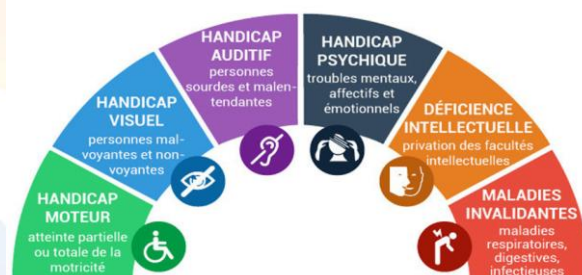 HANDICAP
MOTEUR
atteinte partielle
ou totale de la
motricité
HANDICAP
VISUEL
personnes mal-
voyantes et non-
voyantes
HANDICAP
AUDITIF
personnes
sourdes et malen-
tendantes
HANDICAP
PSYCHIQUE
troubles mentaux,
affectifs et
émotionnels
DÉFICIENCE
INTELLECTUELLE
privation des facultés
intellectuelles
MALADIES
INVALIDANTES
maladies
respiratoires,
digestives,
infectieuses